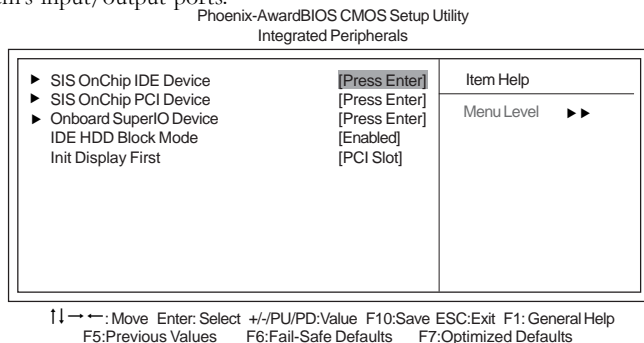 m's input/output ports.
Phoenix-AwardBIOS CMOS Setup Utility
Integrated Peripherals
► SIS OnChip IDE Device [Press Enter]
► SIS OnChip PCI Device [Press Enter]
► Onboard SuperIO Device [Press Enter]
IDE HDD Block Mode [Enabled]
Init Display First [PCI Slot]
Item Help
Menu Level ►►
↑↓→←: Move Enter: Select +/-/PU/PD:Value F10:Save ESC:Exit F1: General Help
F5:Previous Values F6:Fail-Safe Defaults F7:Optimized Defaults